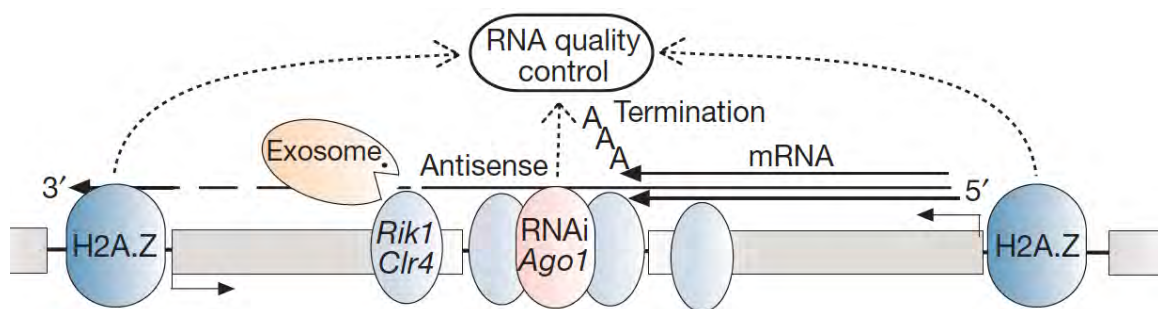 RNA quality
control
A Termination
A
A
Exosome
Antisense
mRNA
3′
5′
H2A.Z
Rik1
Clr4
RNAi
Ago1
H2A.Z